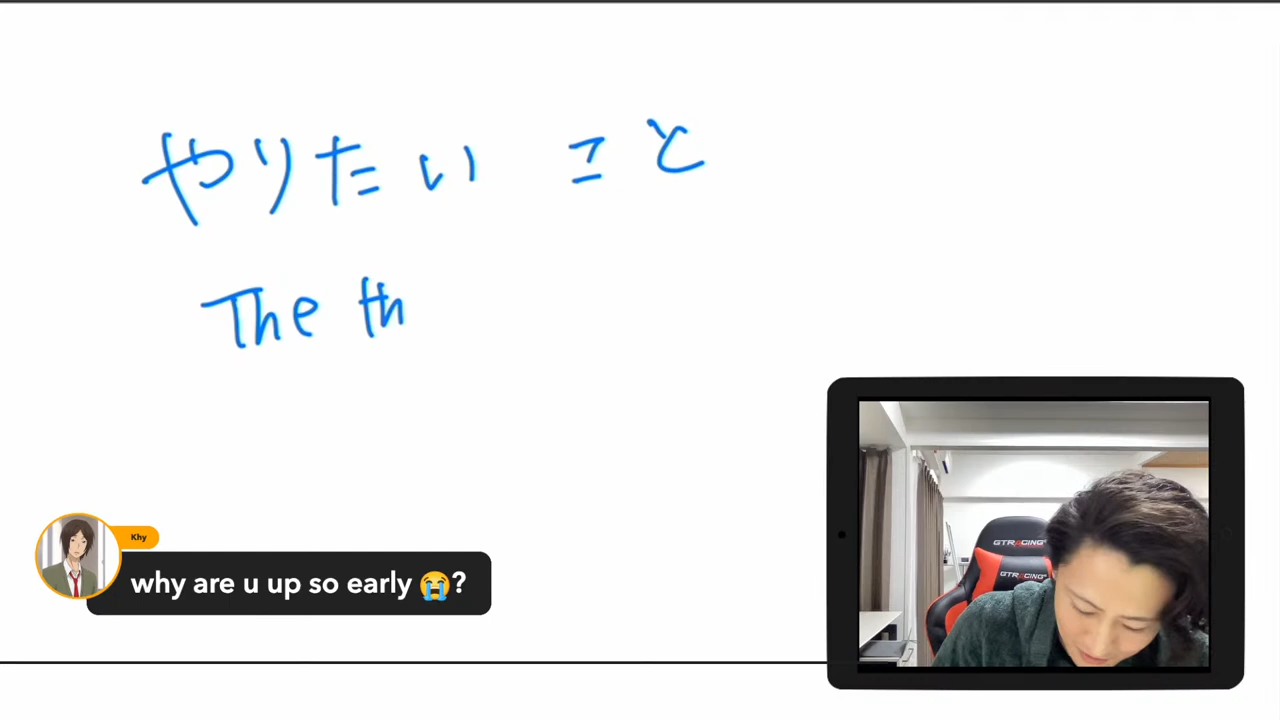 やりたい こと
The th
Khy
why are u up so early 😭?
GTRACING
GTRACING